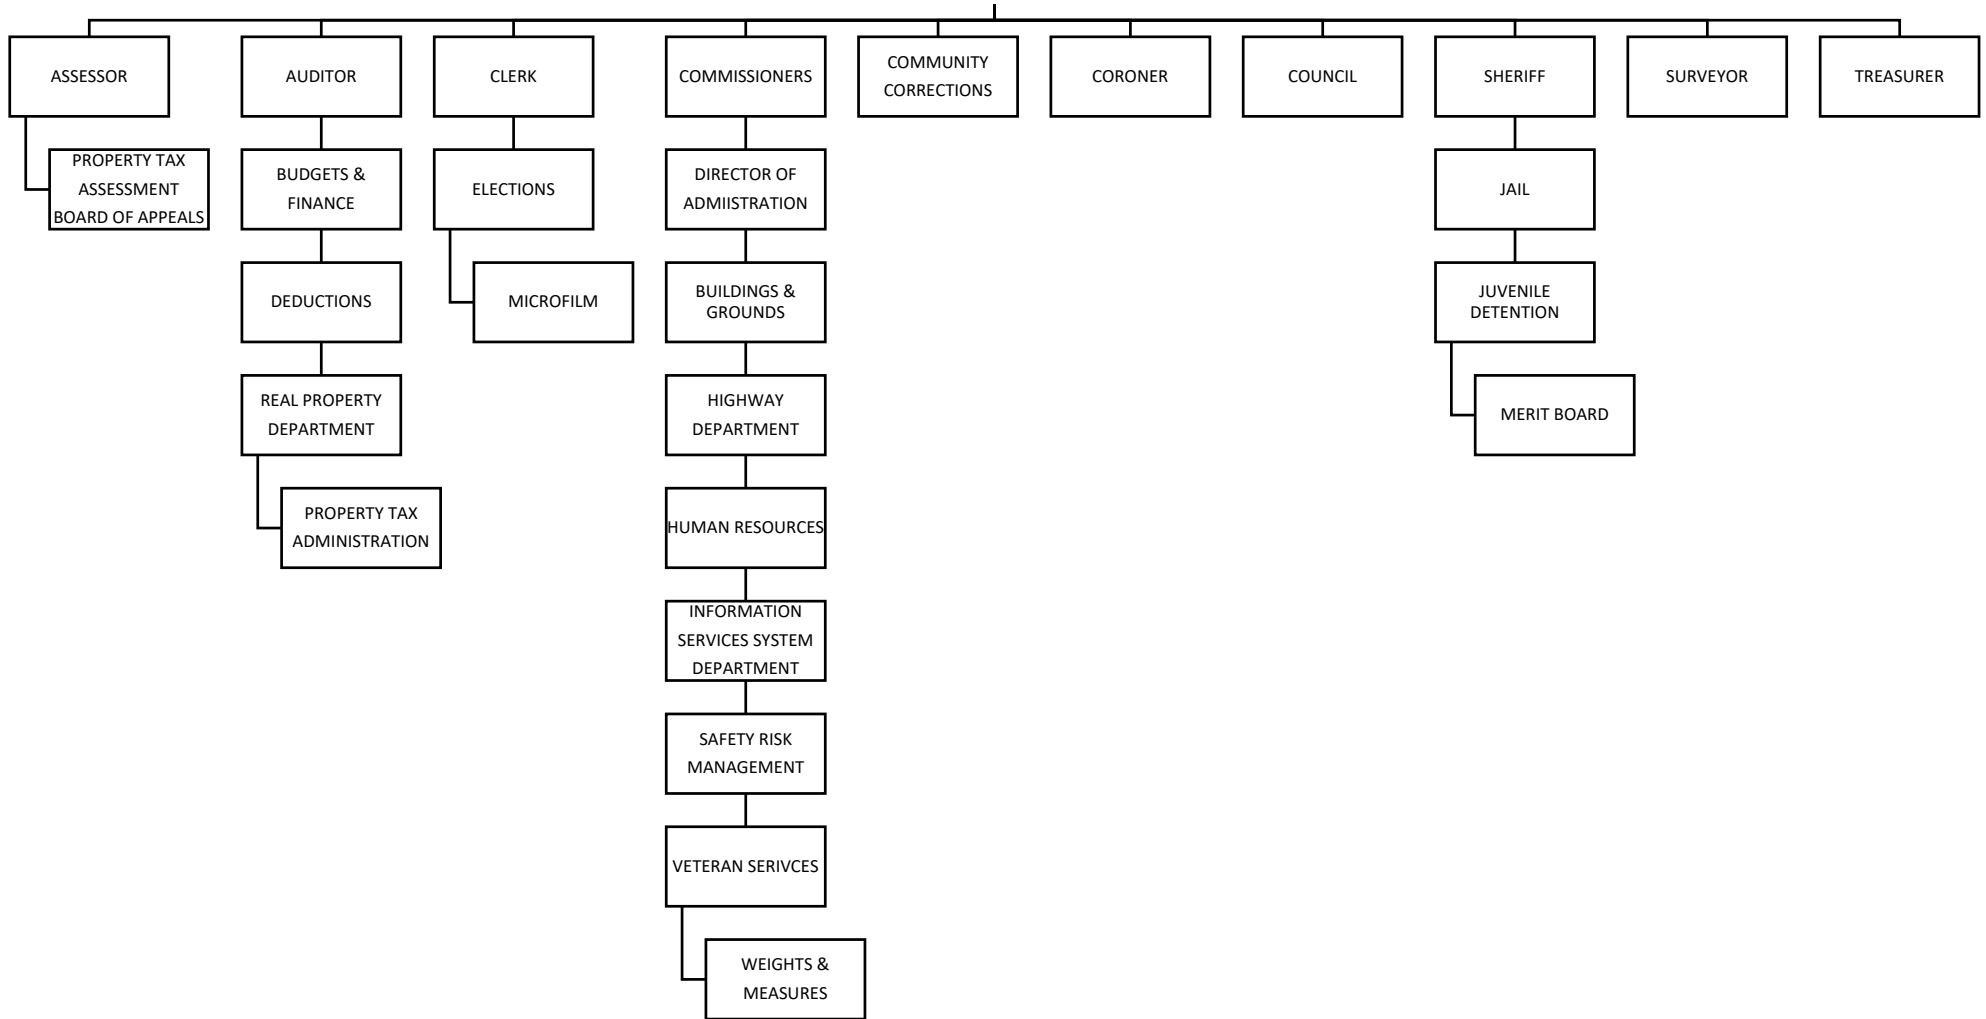 ASSESSOR
AUDITOR
CLERK
COMMISSIONERS
COMMUNITY
CORRECTIONS
CORONER
COUNCIL
SHERIFF
SURVEYOR
TREASURER
PROPERTY TAX
ASSESSMENT
BOARD OF APPEALS
BUDGETS &
FINANCE
ELECTIONS
DIRECTOR OF
ADMIISTRATION
JAIL
DEDUCTIONS
MICROFILM
BUILDINGS &
GROUNDS
JUVENILE
DETENTION
REAL PROPERTY
DEPARTMENT
HIGHWAY
DEPARTMENT
MERIT BOARD
PROPERTY TAX
ADMINISTRATION
HUMAN RESOURCES
INFORMATION
SERVICES SYSTEM
DEPARTMENT
SAFETY RISK
MANAGEMENT
VETERAN SERIVCES
WEIGHTS &
MEASURES